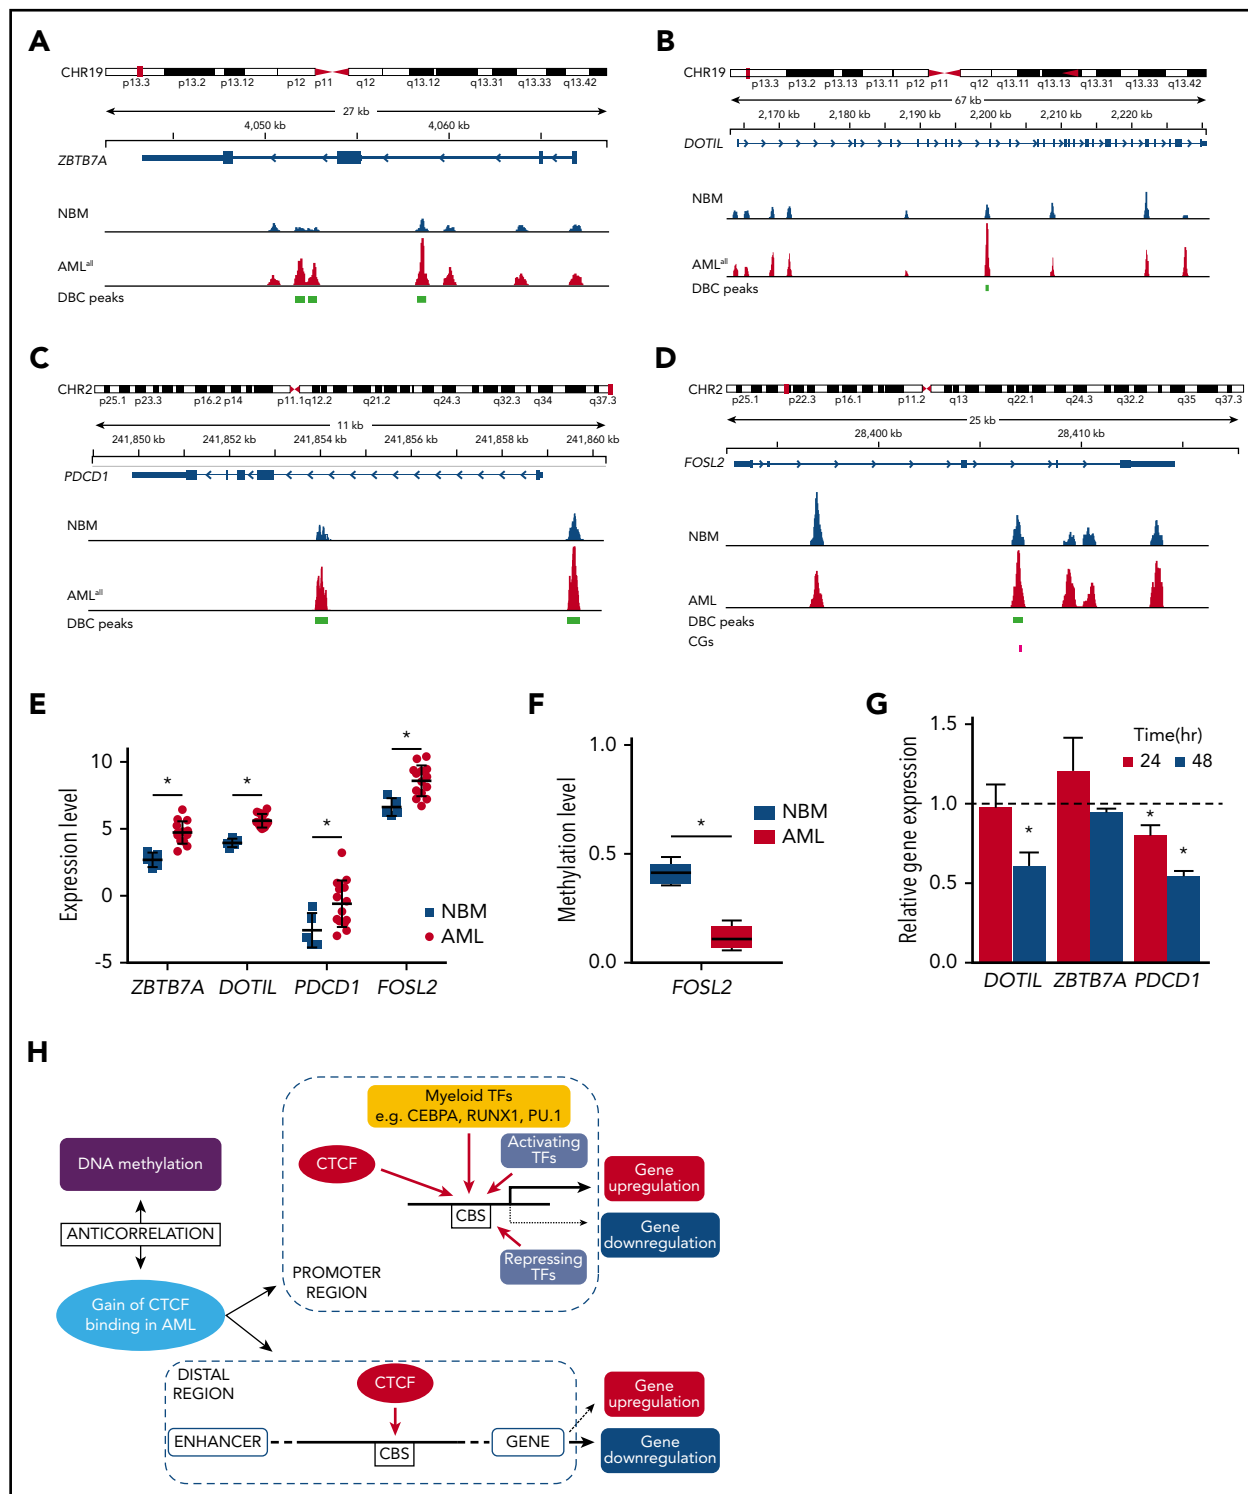 A
CHR19
p13.3 p13.2 p13.12 p12 p11 q12 q13.12 q13.31 q13.33 q13.42
27 kb
4,050 kb 4,060 kb
ZBTB7A
NBM
AMLall
DBC peaks
B
CHR19
p13.3 p13.2 p13.13 p13.11 p12 p11 q12 q13.11 q13.13 q13.31 q13.33 q13.42
67 kb
2,170 kb 2,180 kb 2,190 kb 2,200 kb 2,210 kb 2,220 kb
DOTIL
NBM
AMLall
DBC peaks
C
CHR2
p25.1 p23.3 p16.2 p14 p11.1 q12.2 q21.2 q24.3 q32.3 q34 q37.3
11 kb
241,850 kb 241,852 kb 241,854 kb 241,856 kb 241,858 kb 241,860 kb
PDCD1
NBM
AMLall
DBC peaks
D
CHR2
p25.1 p22.3 p16.1 p11.2 q13 q22.1 q24.3 q32.2 q35 q37.3
25 kb
28,400 kb 28,410 kb
FOSL2
NBM
AML
DBC peaks
CGs
E
Expression level
10
5
0
-5
* * * *
NBM
AML
ZBTB7A DOTIL PDCD1 FOSL2
F
Methylation level
1.0
0.5
0.0
*
NBM
AML
FOSL2
G
Relative gene expression
1.5
1.0
0.5
0.0
Time(hr)
24 48
* * *
DOTIL ZBTB7A PDCD1
H
DNA methylation
ANTICORRELATION
Gain of CTCF
binding in AML
Myeloid TFs
e.g. CEBPA, RUNX1, PU.1
CTCF
Activating
TFs
CBS
Repressing
TFs
PROMOTER
REGION
Gene
upregulation
Gene
downregulation
DISTAL
REGION
CTCF
ENHANCER
CBS
GENE
Gene
upregulation
Gene
downregulation